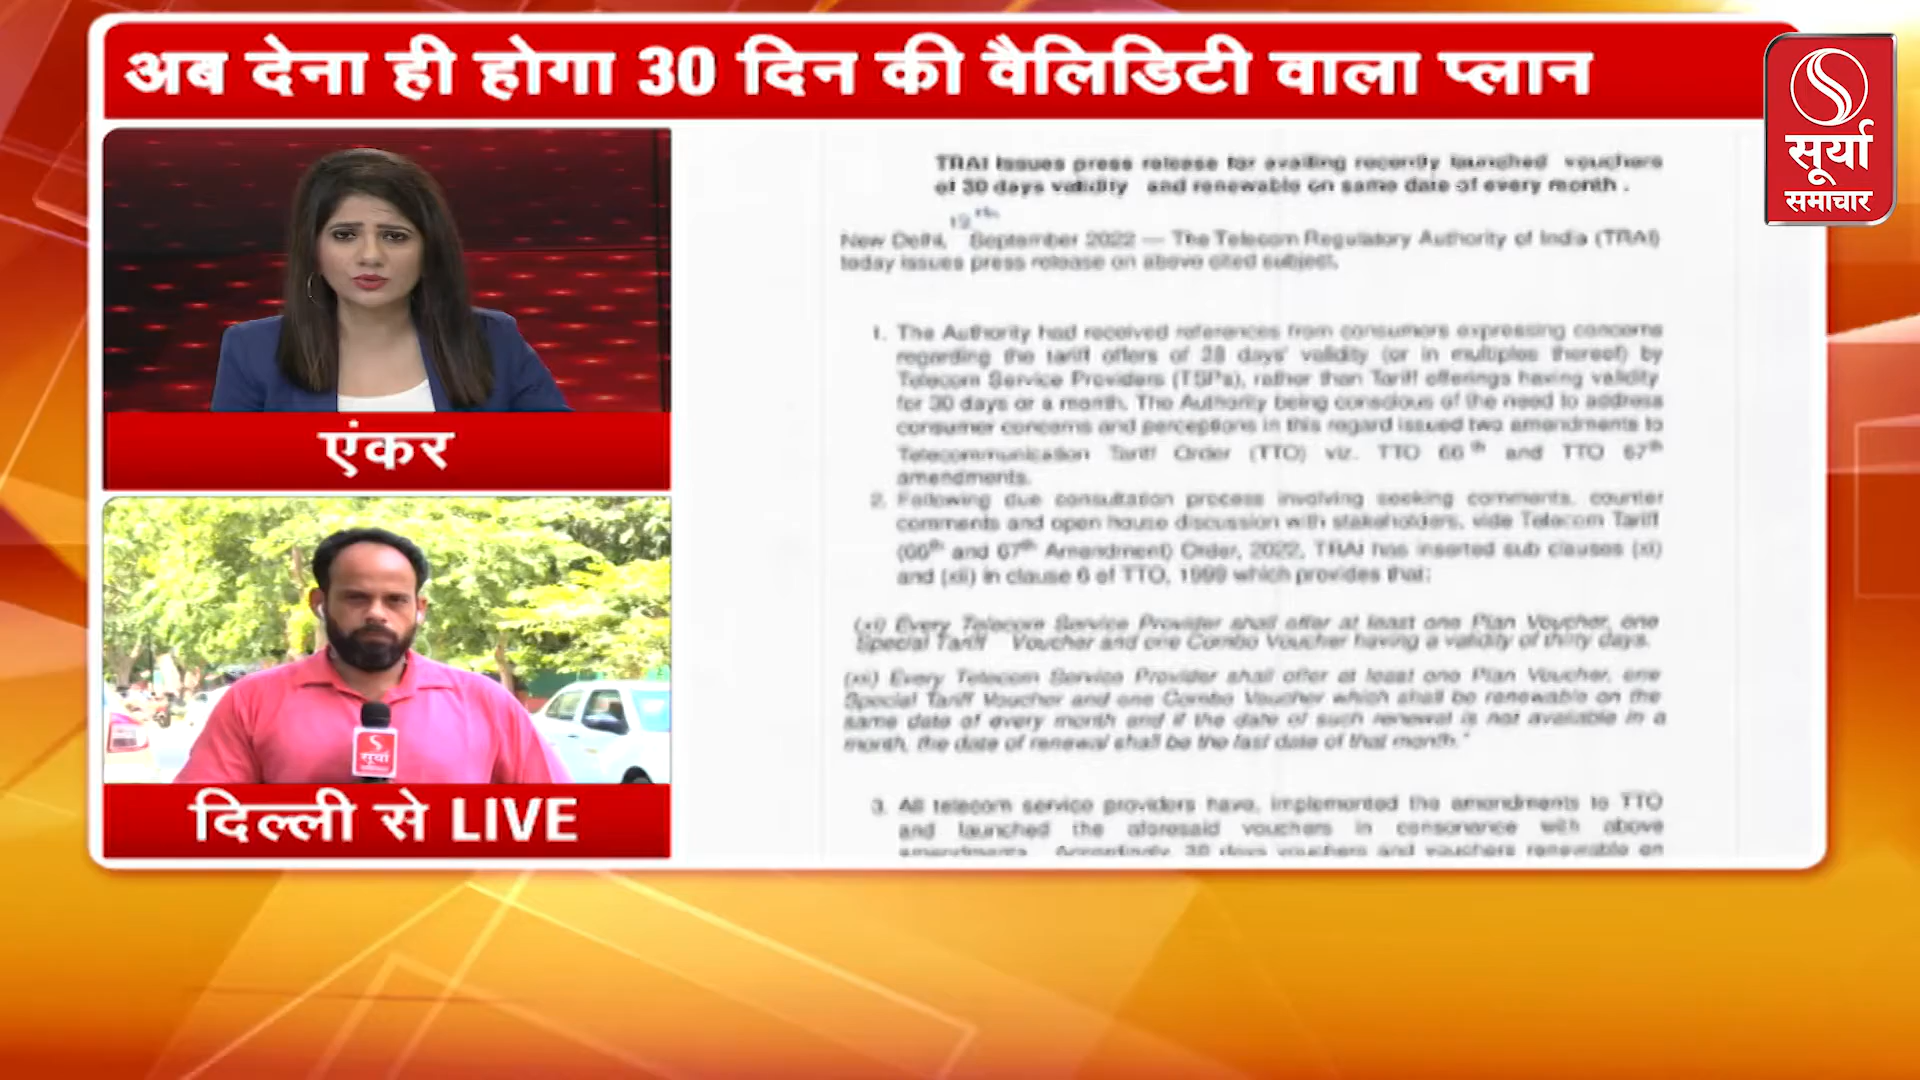 अब देना ही होगा 30 दिन की वैलिडिटी वाला प्लान
सूर्या
समाचार
एंकर
सूर्या
दिल्ली से LIVE
TRAI issues press release for availing recently launched vouchers
of 30 days validity and renewable on same date of every month.
New Delhi, September 2022 — The Telecom Regulatory Authority of India (TRAI)
today issues press release on above cited subject.
1. The Authority had received references from consumers expressing concerns
regarding the tariff offers of 28 days' validity (or in multiples thereof) by
Telecom Service Providers (TSPs), rather than Tariff offerings having validity
for 30 days or a month. The Authority being conscious of the need to address
consumer concerns and perceptions in this regard issued two amendments to
Telecommunication Tariff Order (TTO) viz. TTO 66th and TTO 67th
amendments.
2. Following due consultation process involving seeking comments, counter
comments and open house discussion with stakeholders, vide Telecom Tariff
(66th and 67th Amendment) Order, 2022, TRAI has inserted sub clauses (xi)
and (xii) in clause 6 of TTO, 1999 which provides that:
(xi) Every Telecom Service Provider shall offer at least one Plan Voucher, one
Special Tariff Voucher and one Combo Voucher having a validity of thirty days.
(xii) Every Telecom Service Provider shall offer at least one Plan Voucher, one
Special Tariff Voucher and one Combo Voucher which shall be renewable on the
same date of every month and if the date of such renewal is not available in a
month, the date of renewal shall be the last date of that month."
3. All telecom service providers have, implemented the amendments to TTO
and launched the aforesaid vouchers in consonance with above
amendments. Accordingly, 30 days vouchers and vouchers renewable on